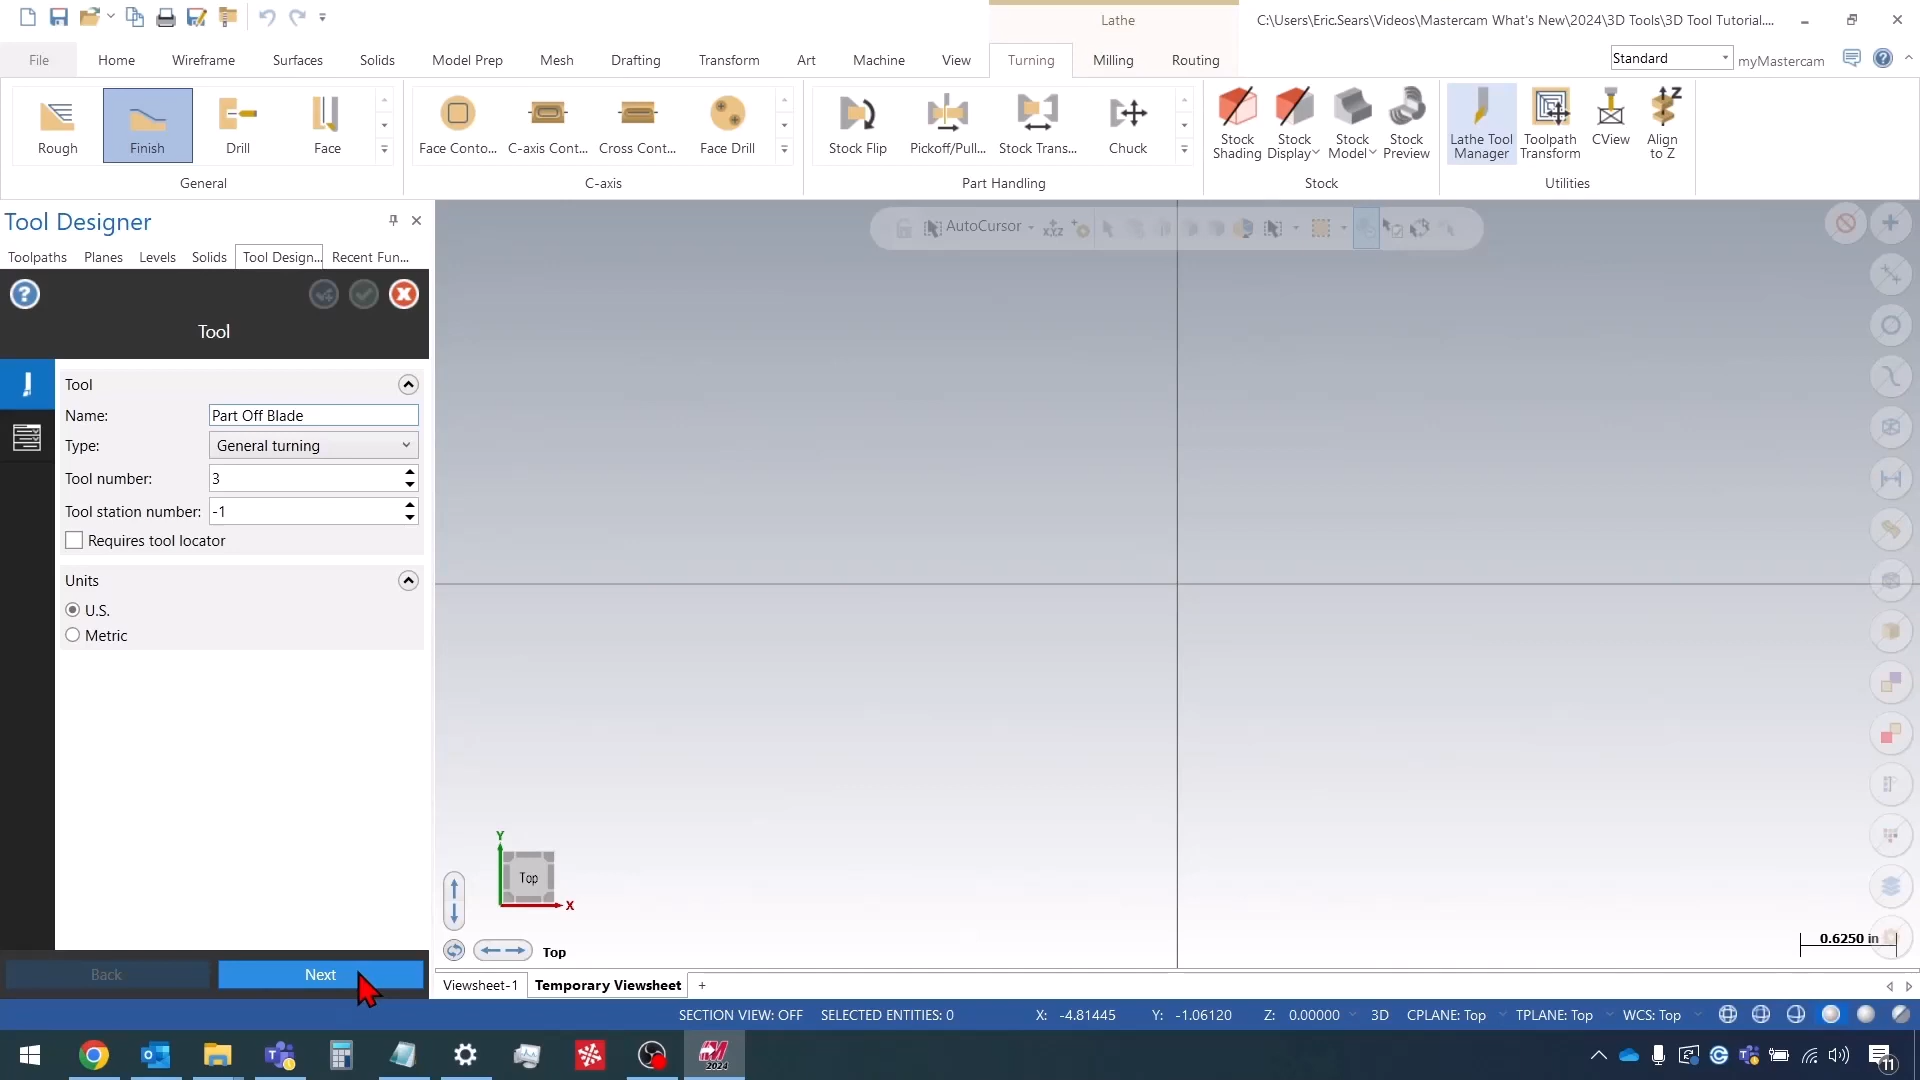 Lathe
C:\Users\Eric.Sears\Videos\Mastercam What's New\2024\3D Tools\3D Tool Tutorial....
File Home Wireframe Surfaces Solids Model Prep Mesh Drafting Transform Art Machine View Turning Milling Routing
Standard myMastercam
Rough Finish Drill Face
Face Conto... C-axis Cont... Cross Cont... Face Drill
Stock Flip Pickoff/Pull... Stock Trans... Chuck
Stock Shading Stock Display Stock Model Stock Preview
Lathe Tool Manager Toolpath Transform CView Align to Z
General C-axis Part Handling Stock Utilities
Tool Designer
Toolpaths Planes Levels Solids Tool Design... Recent Fun...
AutoCursor
Tool
Tool
Name: Part Off Blade
Type: General turning
Tool number: 3
Tool station number: -1
Requires tool locator
Units
U.S.
Metric
Y
Top
X
Top
0.6250 in
Back Next
Viewsheet-1 Temporary Viewsheet +
SECTION VIEW: OFF SELECTED ENTITIES: 0 X: -4.81445 Y: -1.06120 Z: 0.00000 3D CPLANE: Top TPLANE: Top WCS: Top
2024
11